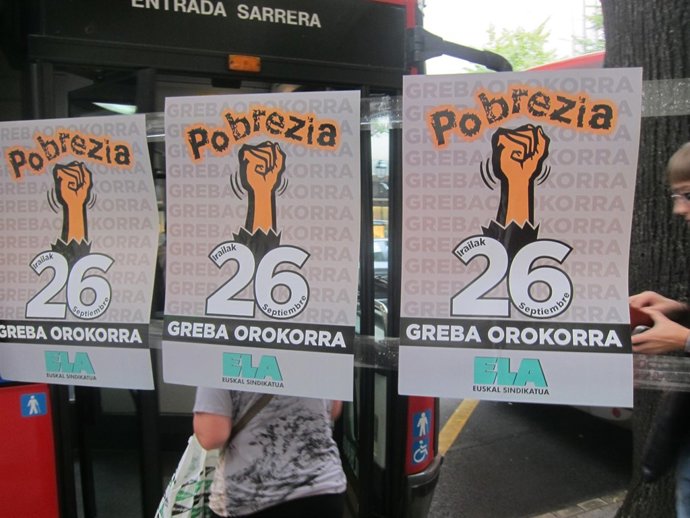 ENTRADA SARRERA
GREBA OROKORRA
Pobrezia
Irailak
26
Septiembre
GREBA OROKORRA
ELA
EUSKAL SINDIKATUA
GREBA OROKORRA
Pobrezia
Irailak
26
Septiembre
GREBA OROKORRA
ELA
EUSKAL SINDIKATUA
GREBA OROKORRA
Pobrezia
Irailak
26
Septiembre
GREBA OROKORRA
ELA
EUSKAL SINDIKATUA